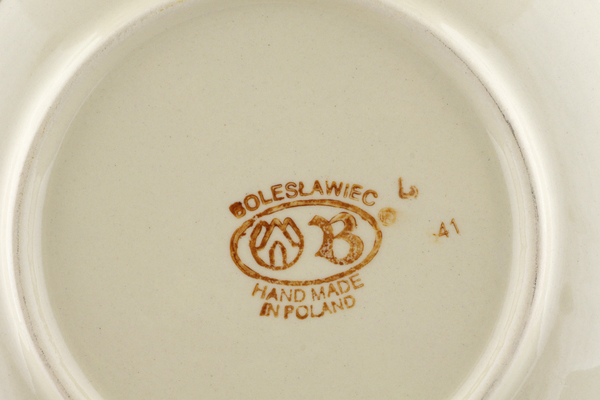 BOLESŁAWIEC
B ®
HAND MADE
IN POLAND
41